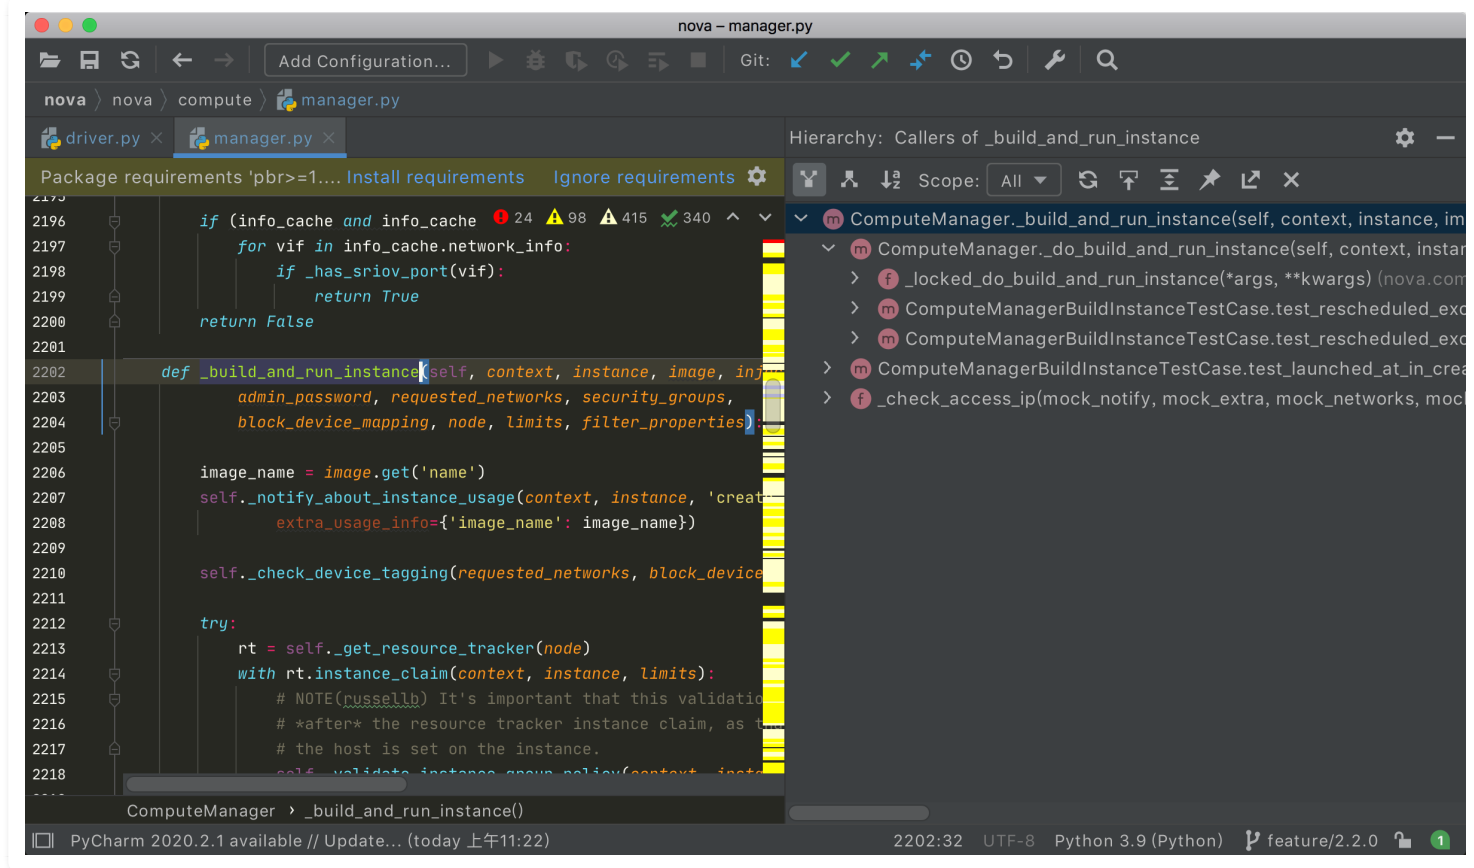 nova – manager.py
Add Configuration... Git:
nova nova compute manager.py
driver.py manager.py
Package requirements 'pbr>=1.... Install requirements Ignore requirements
24 98 415 340
2196 if (info_cache and info_cache
2197 for vif in info_cache.network_info:
2198 if _has_sriov_port(vif):
2199 return True
2200 return False
2201
2202 def _build_and_run_instance(self, context, instance, image, inj
2203 admin_password, requested_networks, security_groups,
2204 block_device_mapping, node, limits, filter_properties):
2205
2206 image_name = image.get('name')
2207 self._notify_about_instance_usage(context, instance, 'creat
2208 extra_usage_info={'image_name': image_name})
2209
2210 self._check_device_tagging(requested_networks, block_device
2211
2212 try:
2213 rt = self._get_resource_tracker(node)
2214 with rt.instance_claim(context, instance, limits):
2215 # NOTE(russellb) It's important that this validatio
2216 # *after* the resource tracker instance claim, as
2217 # the host is set on the instance.
2218 self._validate_instance_group_policy(context, insta
ComputeManager › _build_and_run_instance()
Hierarchy: Callers of _build_and_run_instance
Scope: All
ComputeManager._build_and_run_instance(self, context, instance, im
ComputeManager._do_build_and_run_instance(self, context, instar
_locked_do_build_and_run_instance(*args, **kwargs) (nova.com
ComputeManagerBuildInstanceTestCase.test_rescheduled_exc
ComputeManagerBuildInstanceTestCase.test_rescheduled_exc
ComputeManagerBuildInstanceTestCase.test_launched_at_in_crea
_check_access_ip(mock_notify, mock_extra, mock_networks, mock
PyCharm 2020.2.1 available // Update... (today 上午11:22) 2202:32 UTF-8 Python 3.9 (Python) feature/2.2.0 1